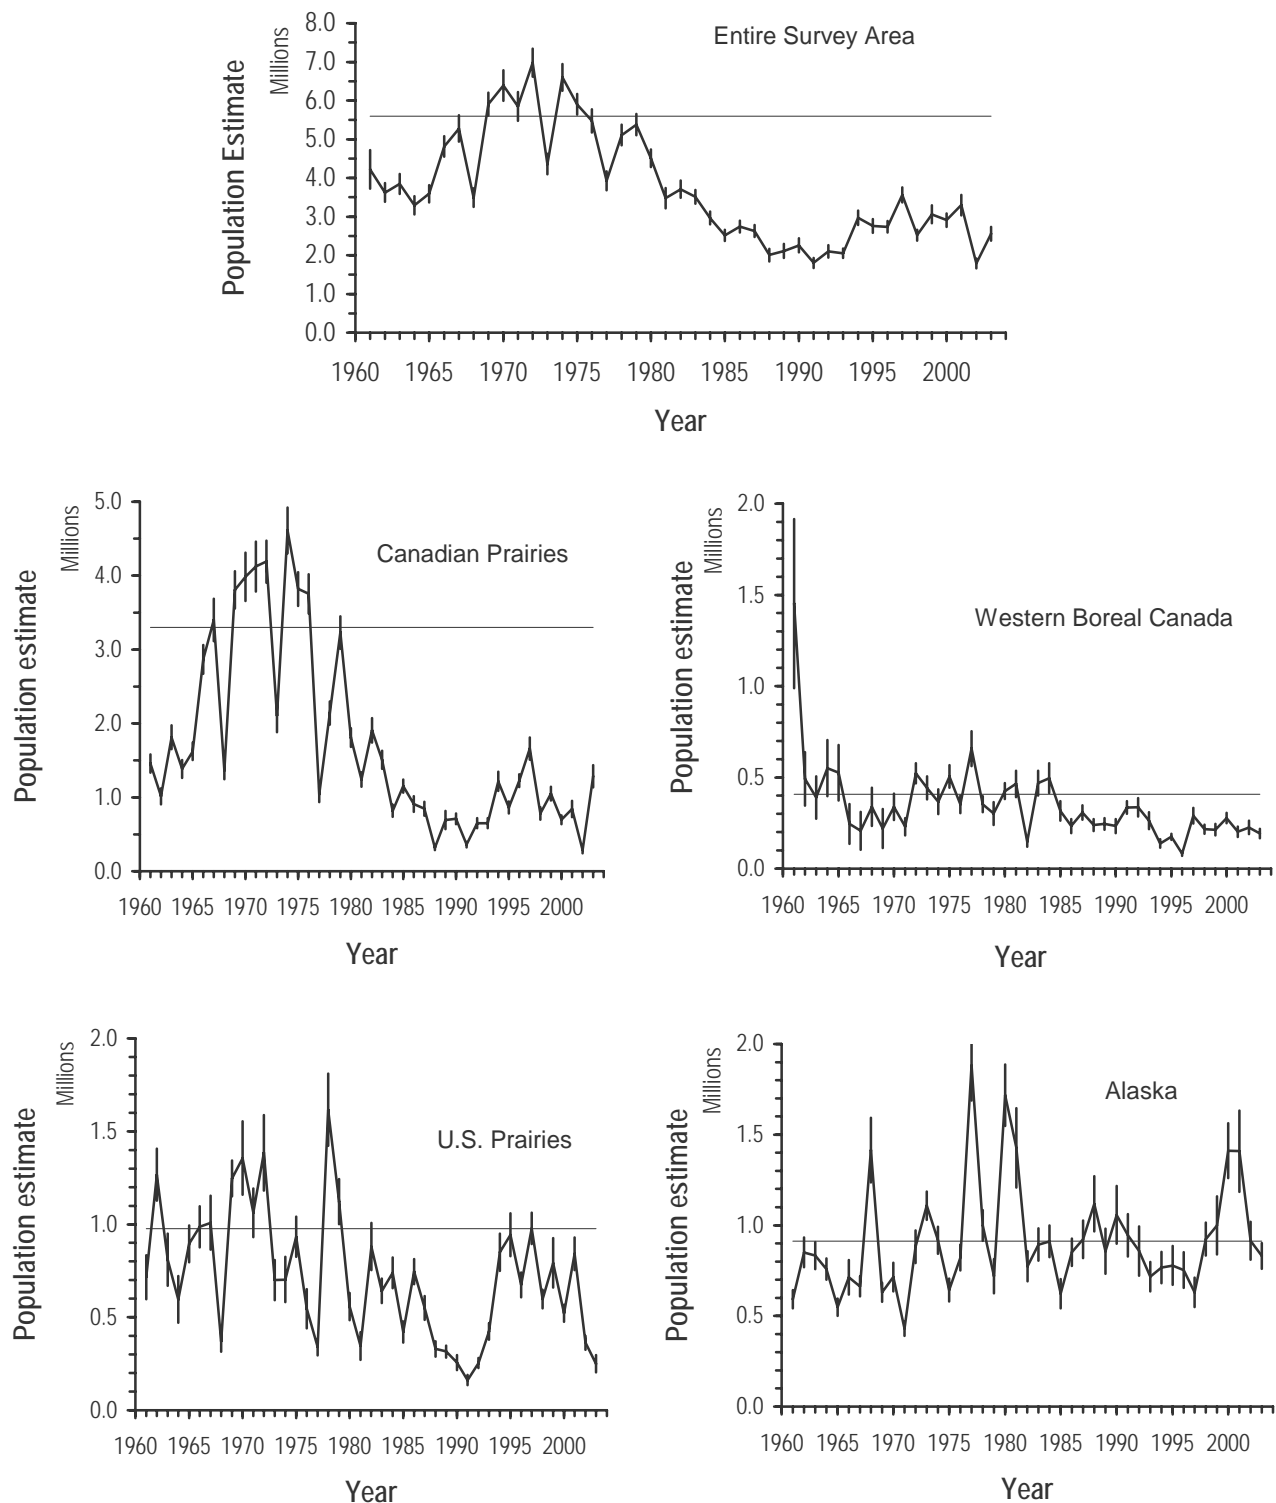 Entire Survey Area
Population Estimate
Millions
8.0
7.0
6.0
5.0
4.0
3.0
2.0
1.0
0.0
1960 1965 1970 1975 1980 1985 1990 1995 2000
Year
Canadian Prairies
Population estimate
Millions
5.0
4.0
3.0
2.0
1.0
0.0
1960 1965 1970 1975 1980 1985 1990 1995 2000
Year
Western Boreal Canada
Population estimate
Millions
2.0
1.5
1.0
0.5
0.0
1960 1965 1970 1975 1980 1985 1990 1995 2000
Year
U.S. Prairies
Population estimate
Millions
2.0
1.5
1.0
0.5
0.0
1960 1965 1970 1975 1980 1985 1990 1995 2000
Year
Alaska
Population estimate
Millions
2.0
1.5
1.0
0.5
0.0
1960 1965 1970 1975 1980 1985 1990 1995 2000
Year